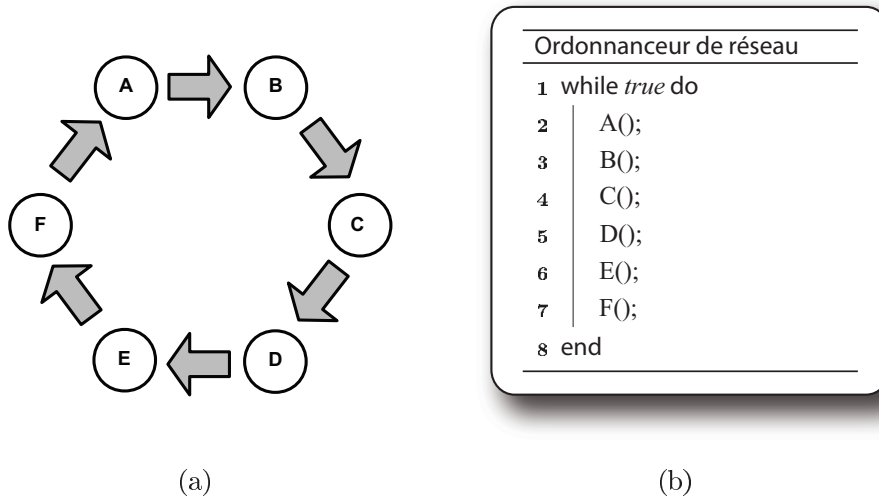 A
B
C
D
E
F
(a)
Ordonnanceur de réseau
1 while true do
2 A();
3 B();
4 C();
5 D();
6 E();
7 F();
8 end
(b)